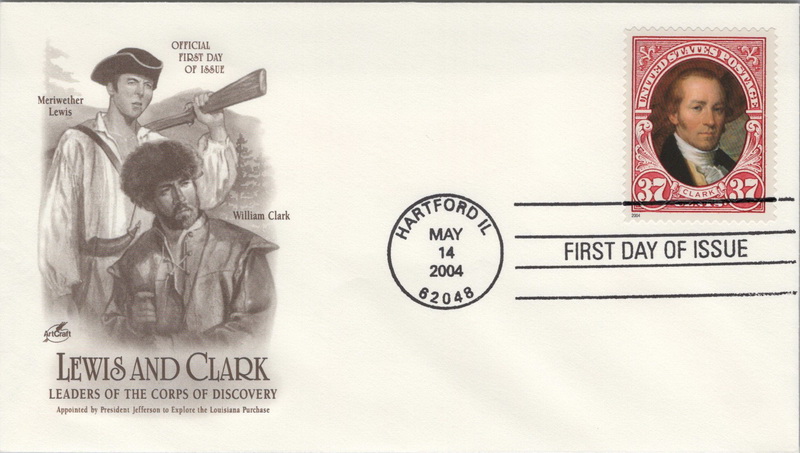 OFFICIAL
FIRST DAY
OF ISSUE
Meriwether
Lewis
William Clark
ArtCraft
LEWIS AND CLARK
LEADERS OF THE CORPS OF DISCOVERY
Appointed by President Jefferson to Explore the Louisiana Purchase
HARTFORD IL
MAY
14
2004
62048
UNITED STATES POSTAGE
CLARK
37 37
CENTS
2004
FIRST DAY OF ISSUE